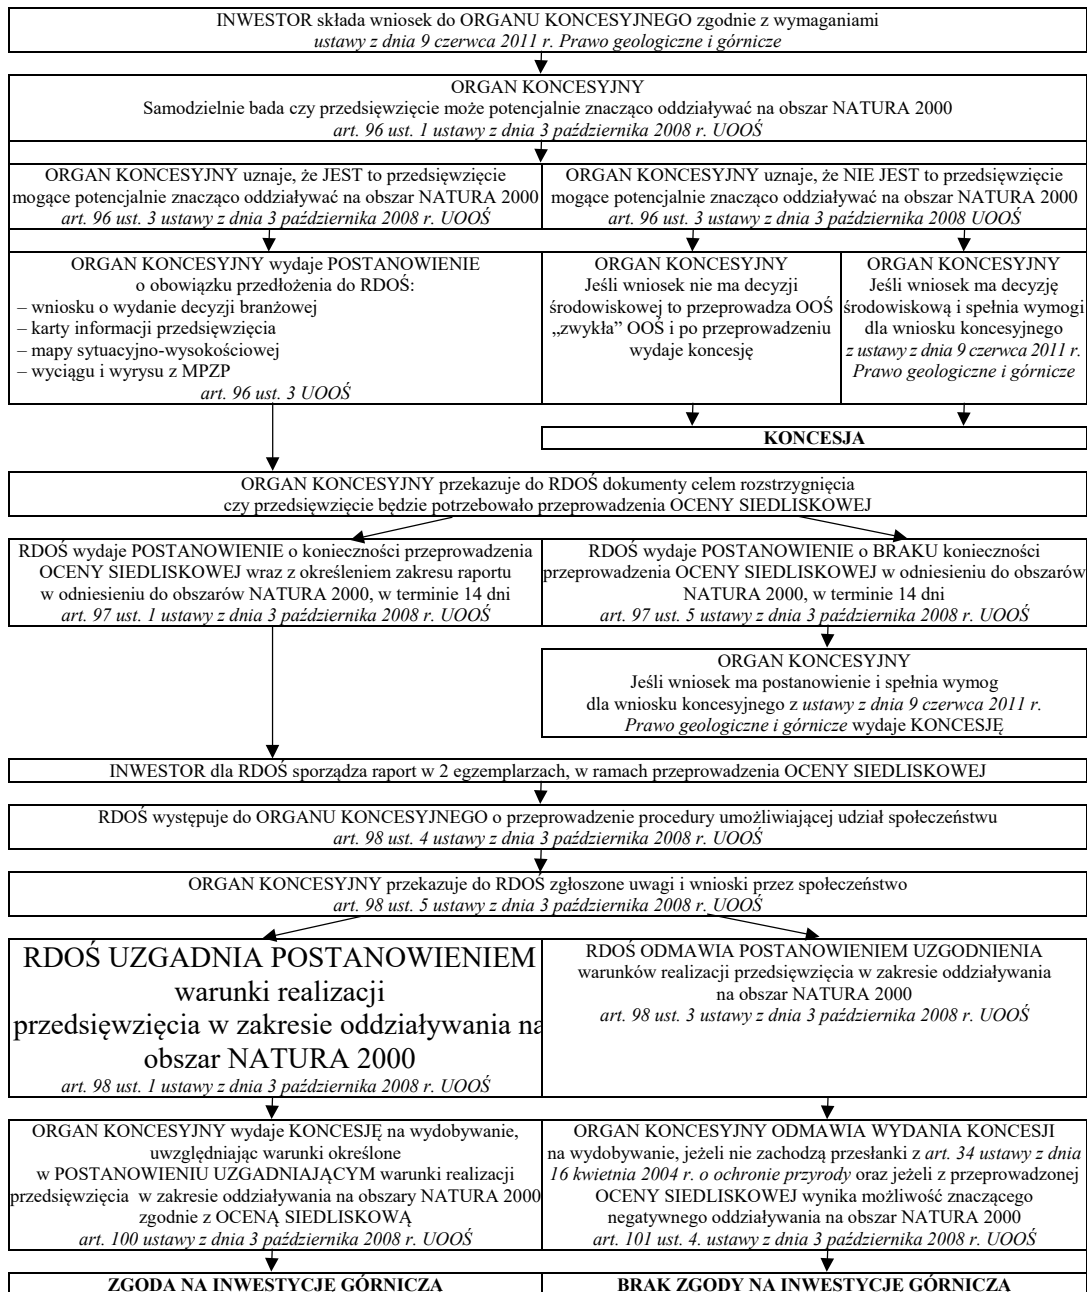 INWESTOR składa wniosek do ORGANU KONCESYJNEGO zgodnie z wymaganiami
ustawy z dnia 9 czerwca 2011 r. Prawo geologiczne i górnicze
ORGAN KONCESYJNY
Samodzielnie bada czy przedsięwzięcie może potencjalnie znacząco oddziaływać na obszar NATURA 2000
art. 96 ust. 1 ustawy z dnia 3 październik 2008 r. UOOŚ
ORGAN KONCESYJNY uznaje, że JEST to przedsięwzięcie
mogące potencjalnie znacząco oddziaływać na obszar NATURA 2000
art. 96 ust. 3 ustawy z dnia 3 październik 2008 r. UOOŚ
ORGAN KONCESYJNY uznaje, że NIE JEST to przedsięwzięcie
mogące potencjalnie znacząco oddziaływać na obszar NATURA 2000
art. 96 ust. 3 ustawy z dnia 3 październik 2008 UOOŚ
ORGAN KONCESYJNY wydaje POSTANOWIENIE
o obowiązku przedłożenia do RDOŚ:
– wniosku o wydanie decyzji branżowej
– karty informacji przedsięwzięcia
– mapy sytuacyjno-wysokościowej
– wyciągu i wyrysu z MPZP
art. 96 ust. 3 UOOŚ
ORGAN KONCESYJNY
Jeśli wniosek nie ma decyzji
środowiskowej to przeprowadza OOŚ
„zwykła” OOŚ i po przeprowadzeniu
wydaje koncesję
ORGAN KONCESYJNY
Jeśli wniosek ma decyzję
środowiskową i spełnia wymogi
dla wniosku koncesyjnego
z ustawy z dnia 9 czerwca 2011 r.
Prawo geologiczne i górnicze
KONCESJA
ORGAN KONCESYJNY przekazuje do RDOŚ dokumenty celem rozstrzygnięcia
czy przedsięwzięcie będzie potrzebowało przeprowadzenia OCENY SIEDLISKOWEJ
RDOŚ wydaje POSTANOWIENIE o konieczności przeprowadzenia
OCENY SIEDLISKOWEJ wraz z określeniem zakresu raportu
w odniesieniu do obszarów NATURA 2000, w terminie 14 dni
art. 97 ust. 1 ustawy z dnia 3 października 2008 r. UOOŚ
RDOŚ wydaje POSTANOWIENIE o BRAKU konieczności
przeprowadzenia OCENY SIEDLISKOWEJ w odniesieniu do obszarów
NATURA 2000, w terminie 14 dni
art. 97 ust. 5 ustawy z dnia 3 października 2008 r. UOOŚ
ORGAN KONCESYJNY
Jeśli wniosek ma postanowienie i spełnia wymog
dla wniosku koncesyjnego z ustawy z dnia 9 czerwca 2011 r.
Prawo geologiczne i górnicze wydaje KONCESJĘ
INWESTOR dla RDOŚ sporządza raport w 2 egzemplarzach, w ramach przeprowadzenia OCENY SIEDLISKOWEJ
RDOŚ występuje do ORGANU KONCESYJNEGO o przeprowadzenie procedury umożliwiającej udział społeczeństwu
art. 98 ust. 4 ustawy z dnia 3 października 2008 r. UOOŚ
ORGAN KONCESYJNY przekazuje do RDOŚ zgłoszone uwagi i wnioski przez społeczeństwo
art. 98 ust. 5 ustawy z dnia 3 października 2008 r. UOOŚ
RDOŚ UZGADNIA POSTANOWIENIEM
warunki realizacji
przedsięwzięcia w zakresie oddziaływania na
obszar NATURA 2000
art. 98 ust. 1 ustawy z dnia 3 października 2008 r. UOOŚ
RDOŚ ODMAWIA POSTANOWIENIEM UZGODNIENIA
warunków realizacji przedsięwzięcia w zakresie oddziaływania
na obszar NATURA 2000
art. 98 ust. 3 ustawy z dnia 3 października 2008 r. UOOŚ
ORGAN KONCESYJNY wydaje KONCESJĘ na wydobywanie,
uwzględniając warunki określone
w POSTANOWIENIU UZGADNIAJĄCYM warunki realizacji
przedsięwzięcia w zakresie oddziaływania na obszary NATURA 2000
zgodnie z OCENĄ SIEDLISKOWĄ
art. 100 ustawy z dnia 3 października 2008 r. UOOŚ
ORGAN KONCESYJNY ODMAWIA WYDANIA KONCESJI
na wydobywanie, jeżeli nie zachodzą przesłanki z art. 34 ustawy z dnia
16 kwietnia 2004 r. o ochronie przyrody oraz jeżeli z przeprowadzonej
OCENY SIEDLISKOWEJ wynika możliwość znaczącego
negatywnego oddziaływania na obszar NATURA 2000
art. 101 ust. 4. ustawy z dnia 3 października 2008 r. UOOŚ
ZGODA NA INWESTYCJĘ GÓRNICZĄ
BRAK ZGODY NA INWESTYCJĘ GÓRNICZĄ